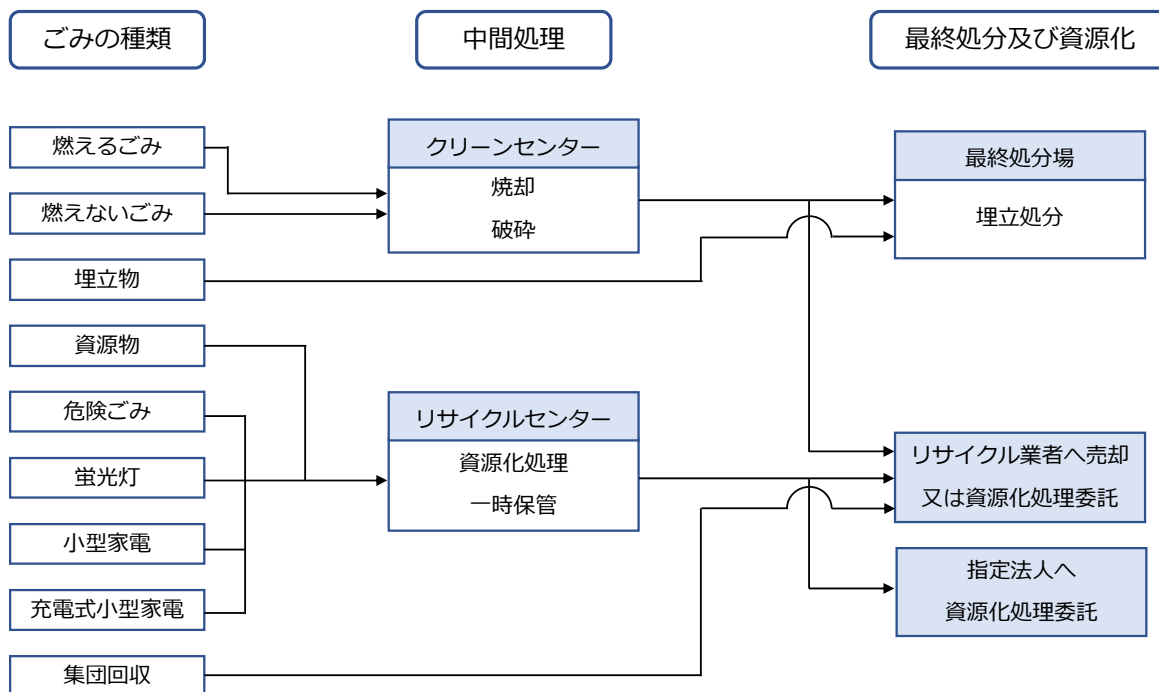 ごみの種類
中間処理
最終処分及び資源化
燃えるごみ
燃えないごみ
埋立物
資源物
危険ごみ
蛍光灯
小型家電
充電式小型家電
集団回収
クリーンセンター
焼却
破砕
リサイクルセンター
資源化処理
一時保管
最終処分場
埋立処分
リサイクル業者へ売却
又は資源化処理委託
指定法人へ
資源化処理委託